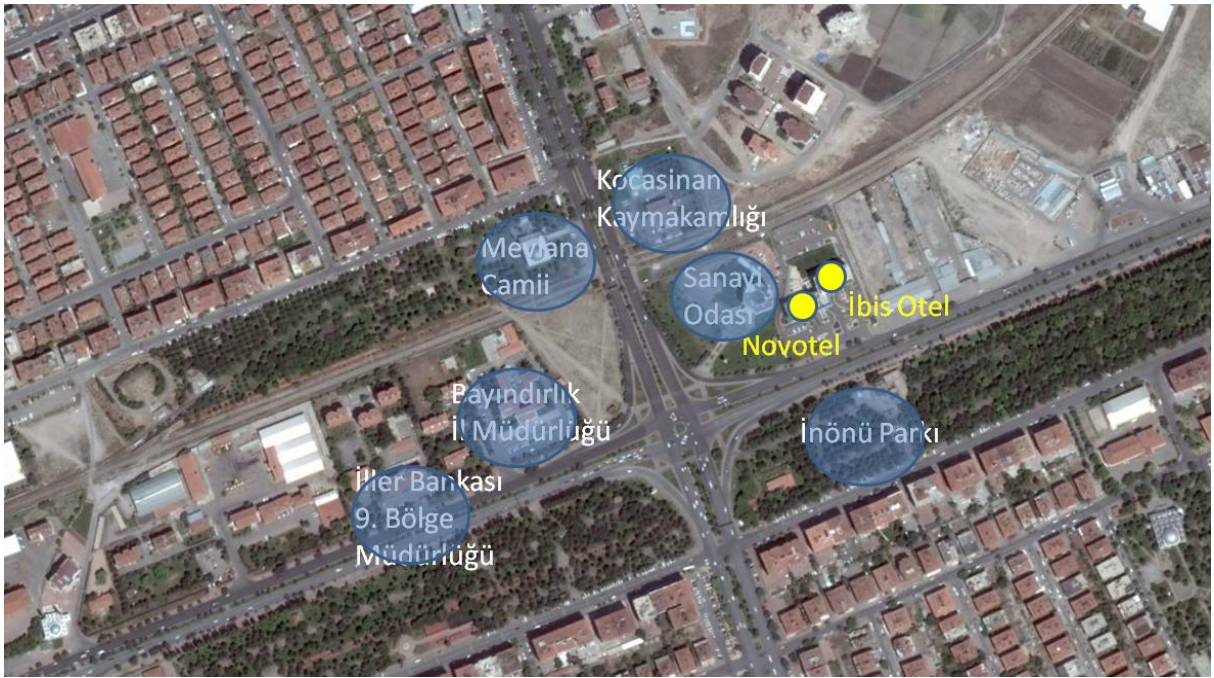 Kocasinan
Kaymakamlığı
Mevlana
Camii
Sanayi
Odası
İbis Otel
Novotel
Bayındırlık
İl Müdürlüğü
İnönü Parkı
İller Bankası
9. Bölge
Müdürlüğü